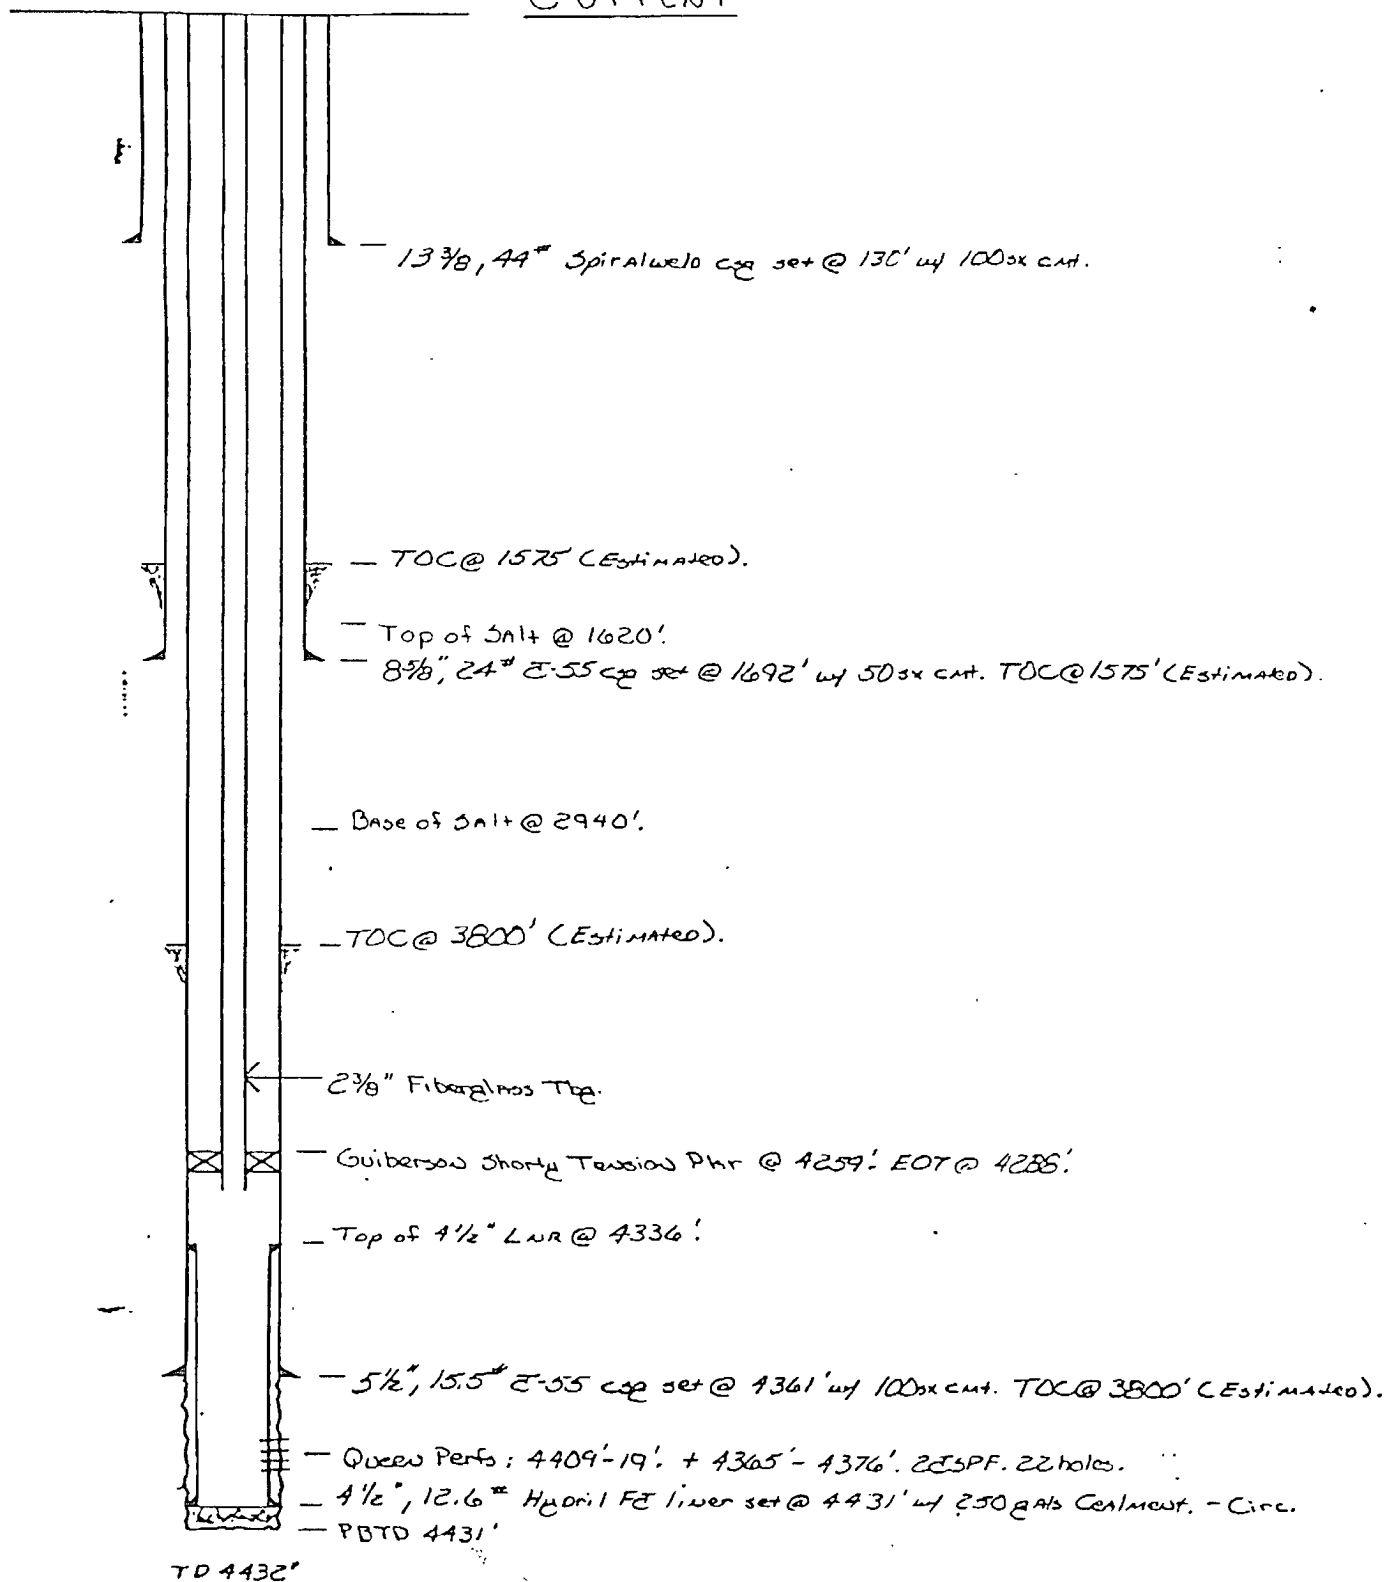 CURRENT
13 3/8, 44# Spiralweld csg set @ 130' w/ 100sx cmt.
TOC @ 1575' (Estimated).
Top of Salt @ 1620'.
8 5/8", 24# J-55 csg set @ 1692' w/ 50sx cmt. TOC @ 1575' (Estimated).
Base of Salt @ 2940'.
TOC @ 3800' (Estimated).
2 3/8" Fiberglass Tbg.
Guiberson Shorty Tension Pkr @ 4259'. EOT @ 4286'.
Top of 4 1/2" LNR @ 4336'.
5 1/2", 15.5# J-55 csg set @ 4361' w/ 100sx cmt. TOC @ 3800' (Estimated).
Queen Perfs: 4409'-19'. + 4365'-4376'. 2JSPF. 22 holes.
4 1/2", 12.6# Hydril FJ liner set @ 4431' w/ 250 gals Cealment. - Circ.
PBTD 4431'
TD 4432'